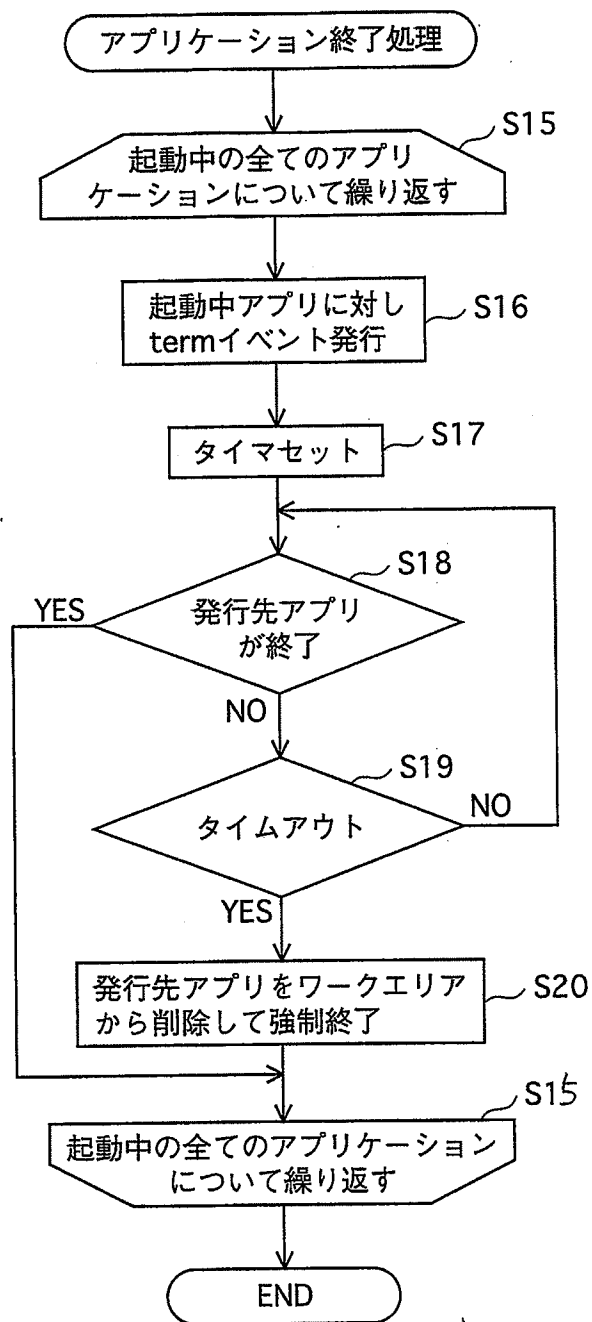 アプリケーション終了処理
S15
起動中の全てのアプリ
ケーションについて繰り返す
起動中アプリに対し
termイベント発行
S16
タイマセット
S17
S18
YES
発行先アプリ
が終了
NO
S19
タイムアウト
NO
YES
発行先アプリをワークエリア
から削除して強制終了
S20
S15
起動中の全てのアプリケーション
について繰り返す
END